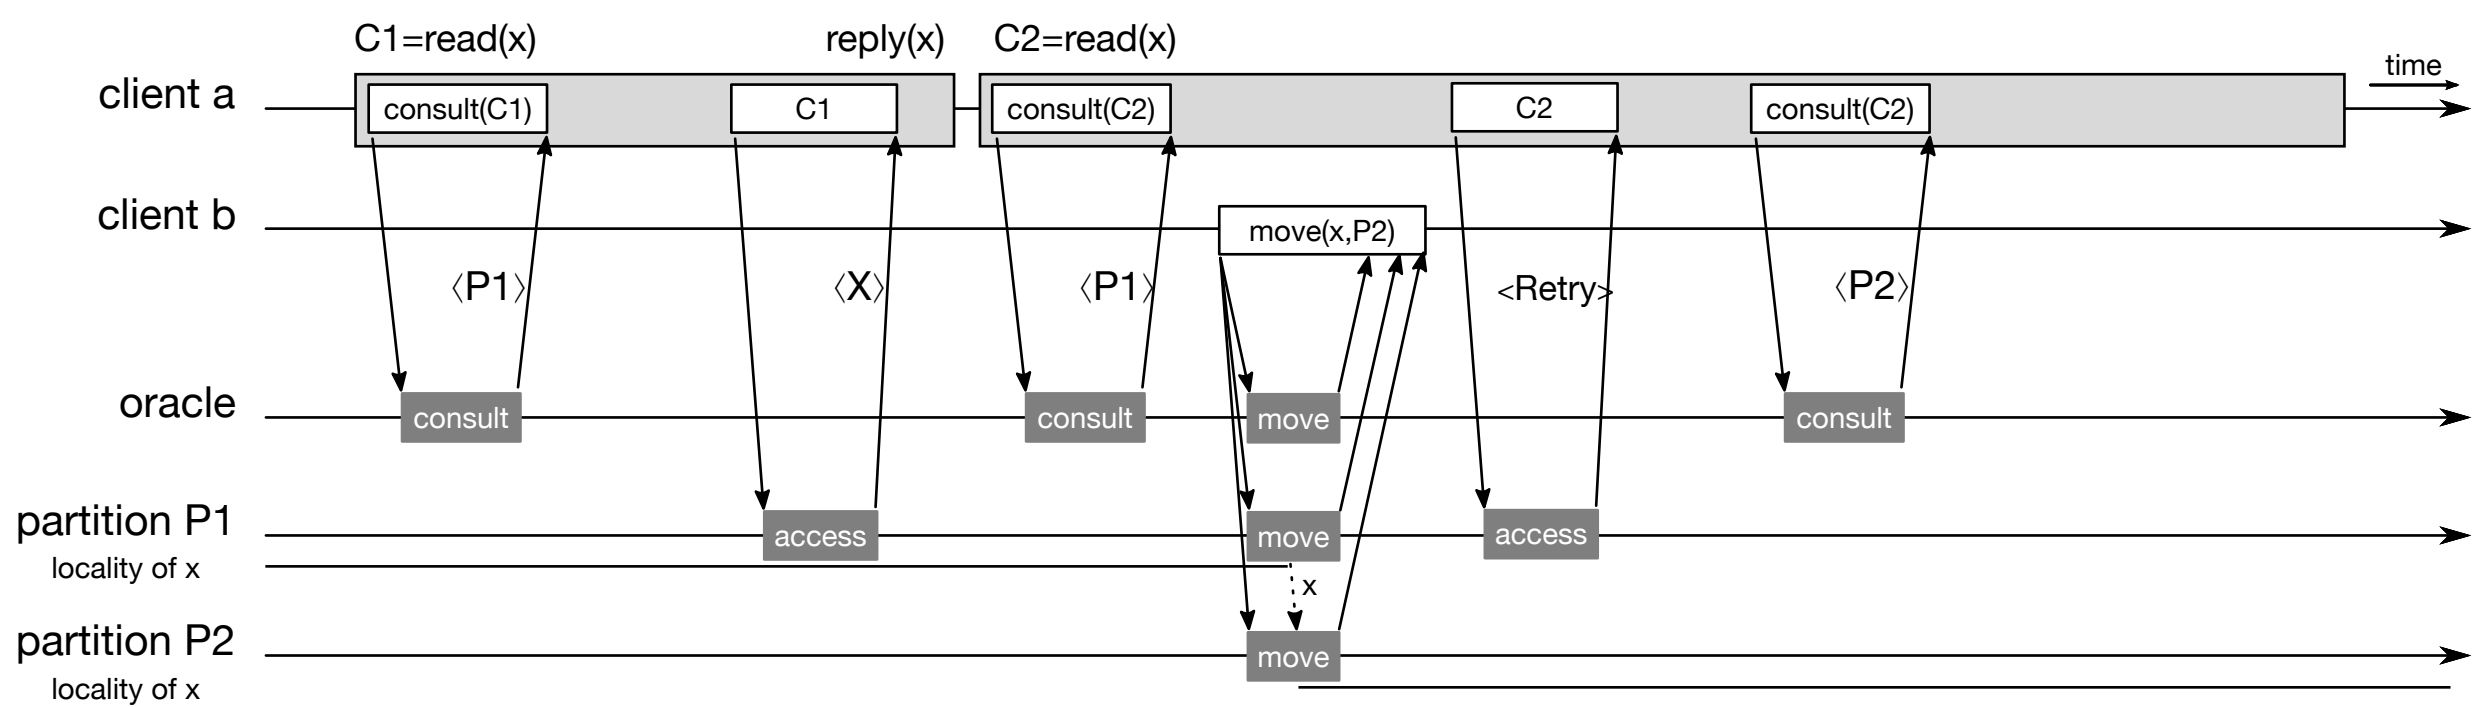 C1=read(x) reply(x) C2=read(x)
time
client a consult(C1) C1 consult(C2) C2 consult(C2)
client b move(x,P2)
〈P1〉 〈X〉 〈P1〉 <Retry> 〈P2〉
oracle consult consult move consult
partition P1 access move access
locality of x
x
partition P2 move
locality of x